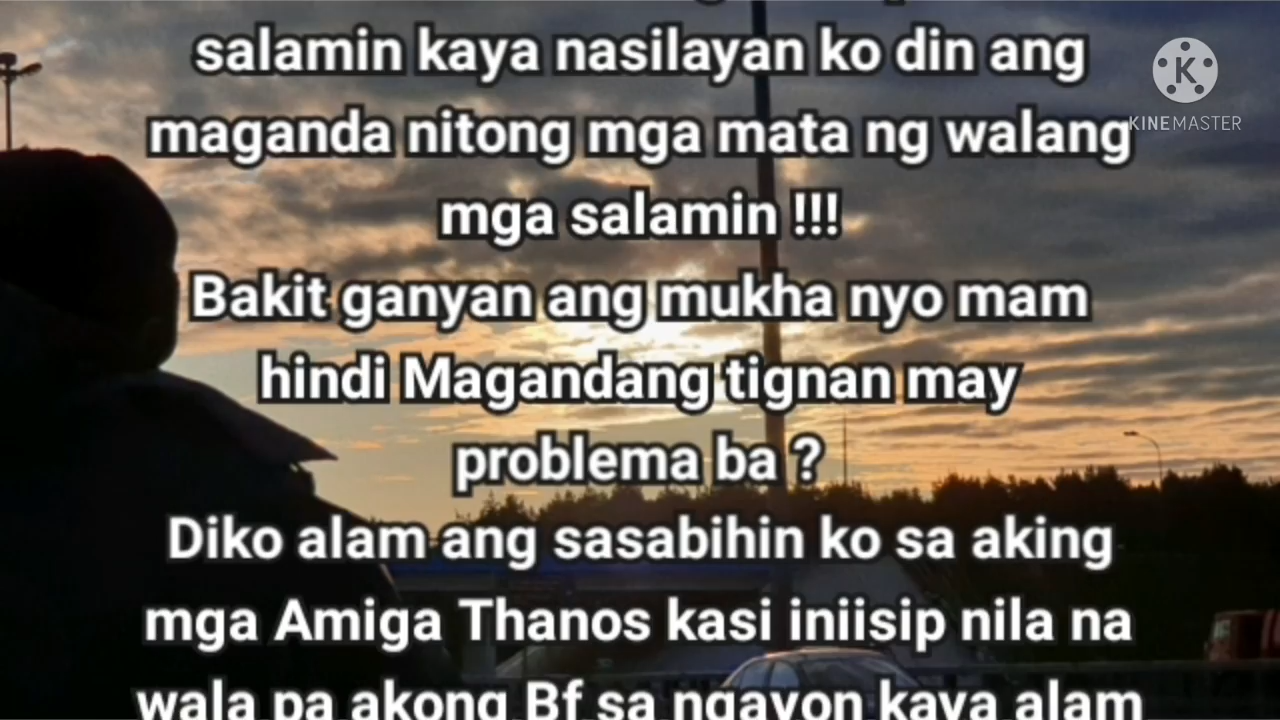 salamin kaya nasilayan ko din ang
maganda nitong mga mata ng walang
mga salamin !!!
Bakit ganyan ang mukha nyo mam
hindi Magandang tignan may
problema ba ?
Diko alam ang sasabihin ko sa aking
mga Amiga Thanos kasi iniisip nila na
wala pa akong Bf sa ngayon kaya alam
K
KINEMASTER